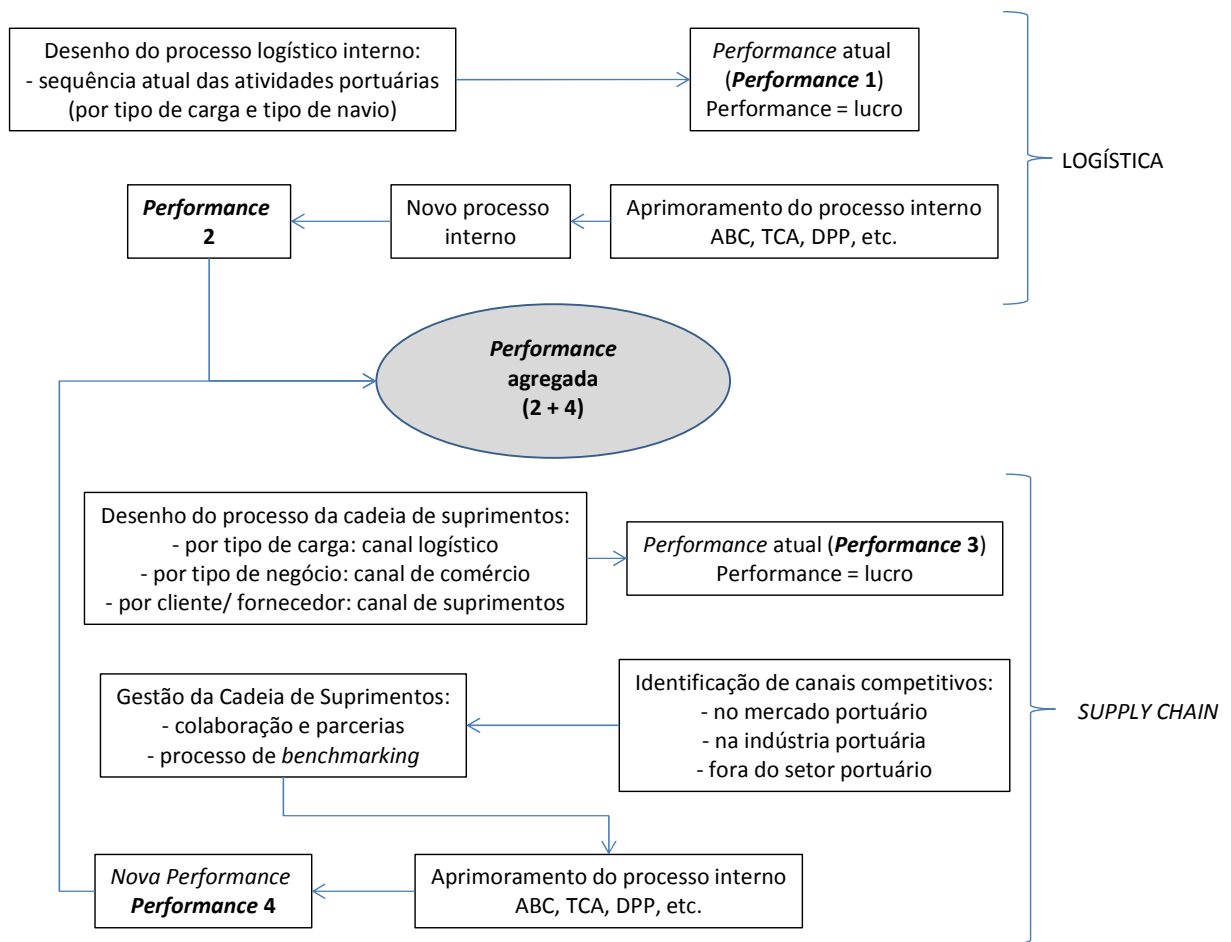 Desenho do processo logístico interno:
- sequência atual das atividades portuárias
(por tipo de carga e tipo de navio)
Performance atual
(Performance 1)
Performance = lucro
LOGÍSTICA
Performance
2
Novo processo
interno
Aprimoramento do processo interno
ABC, TCA, DPP, etc.
Performance
agregada
(2 + 4)
Desenho do processo da cadeia de suprimentos:
- por tipo de carga: canal logístico
- por tipo de negócio: canal de comércio
- por cliente/ fornecedor: canal de suprimentos
Performance atual (Performance 3)
Performance = lucro
Gestão da Cadeia de Suprimentos:
- colaboração e parcerias
- processo de benchmarking
Identificação de canais competitivos:
- no mercado portuário
- na indústria portuária
- fora do setor portuário
SUPPLY CHAIN
Nova Performance
Performance 4
Aprimoramento do processo interno
ABC, TCA, DPP, etc.